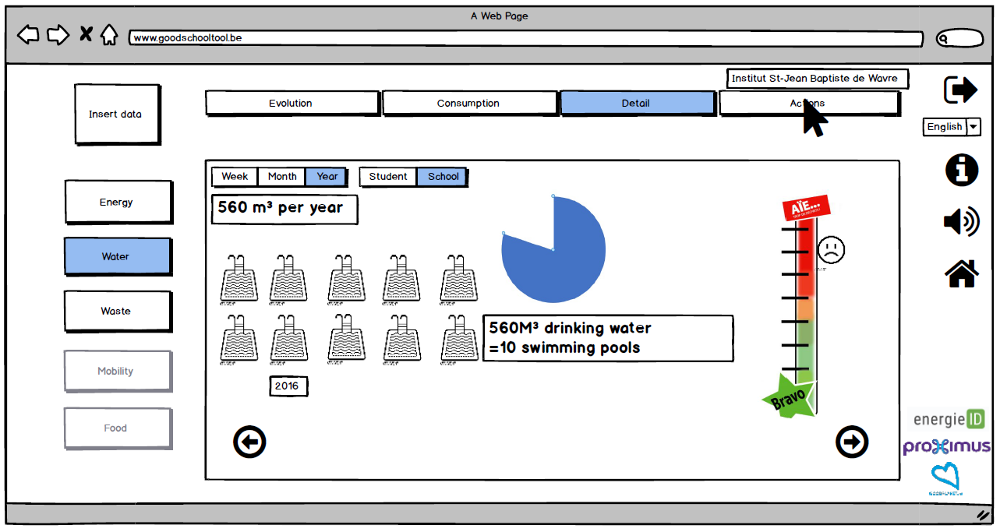 A Web Page
www.goodschooltool.be
Institut St-Jean Baptiste de Wavre
Insert data
Evolution
Consumption
Detail
Actions
English
Week
Month
Year
Student
School
560 m³ per year
Energy
Water
Waste
Mobility
Food
AÏE...
560M³ drinking water
=10 swimming pools
2016
Bravo
energieID
proximus